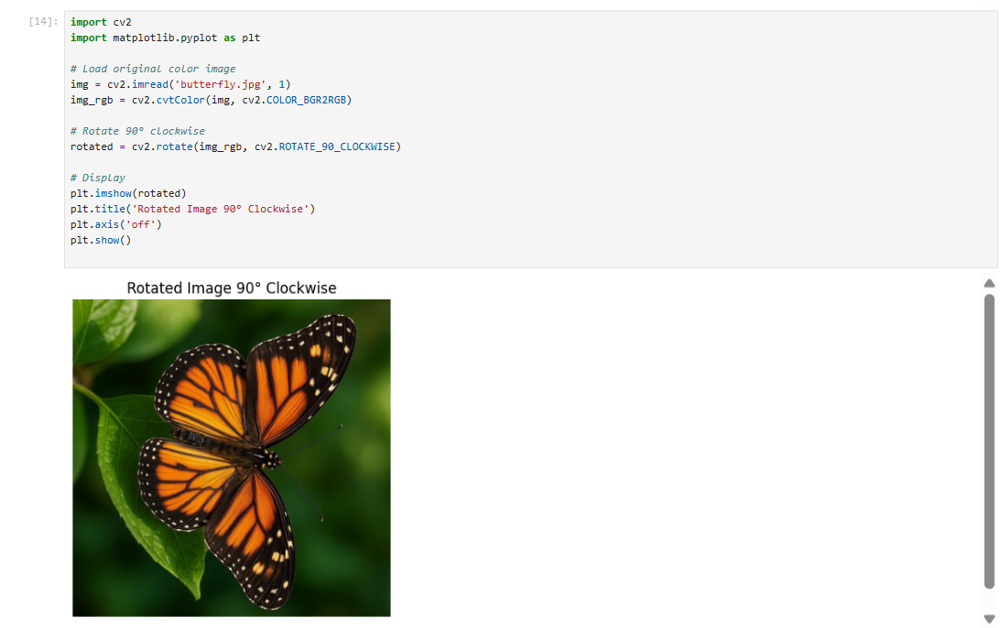 [14]:
import cv2
import matplotlib.pyplot as plt
# Load original color image
img = cv2.imread('butterfly.jpg', 1)
img_rgb = cv2.cvtColor(img, cv2.COLOR_BGR2RGB)
# Rotate 90° clockwise
rotated = cv2.rotate(img_rgb, cv2.ROTATE_90_CLOCKWISE)
# Display
plt.imshow(rotated)
plt.title('Rotated Image 90° Clockwise')
plt.axis('off')
plt.show()
Rotated Image 90° Clockwise